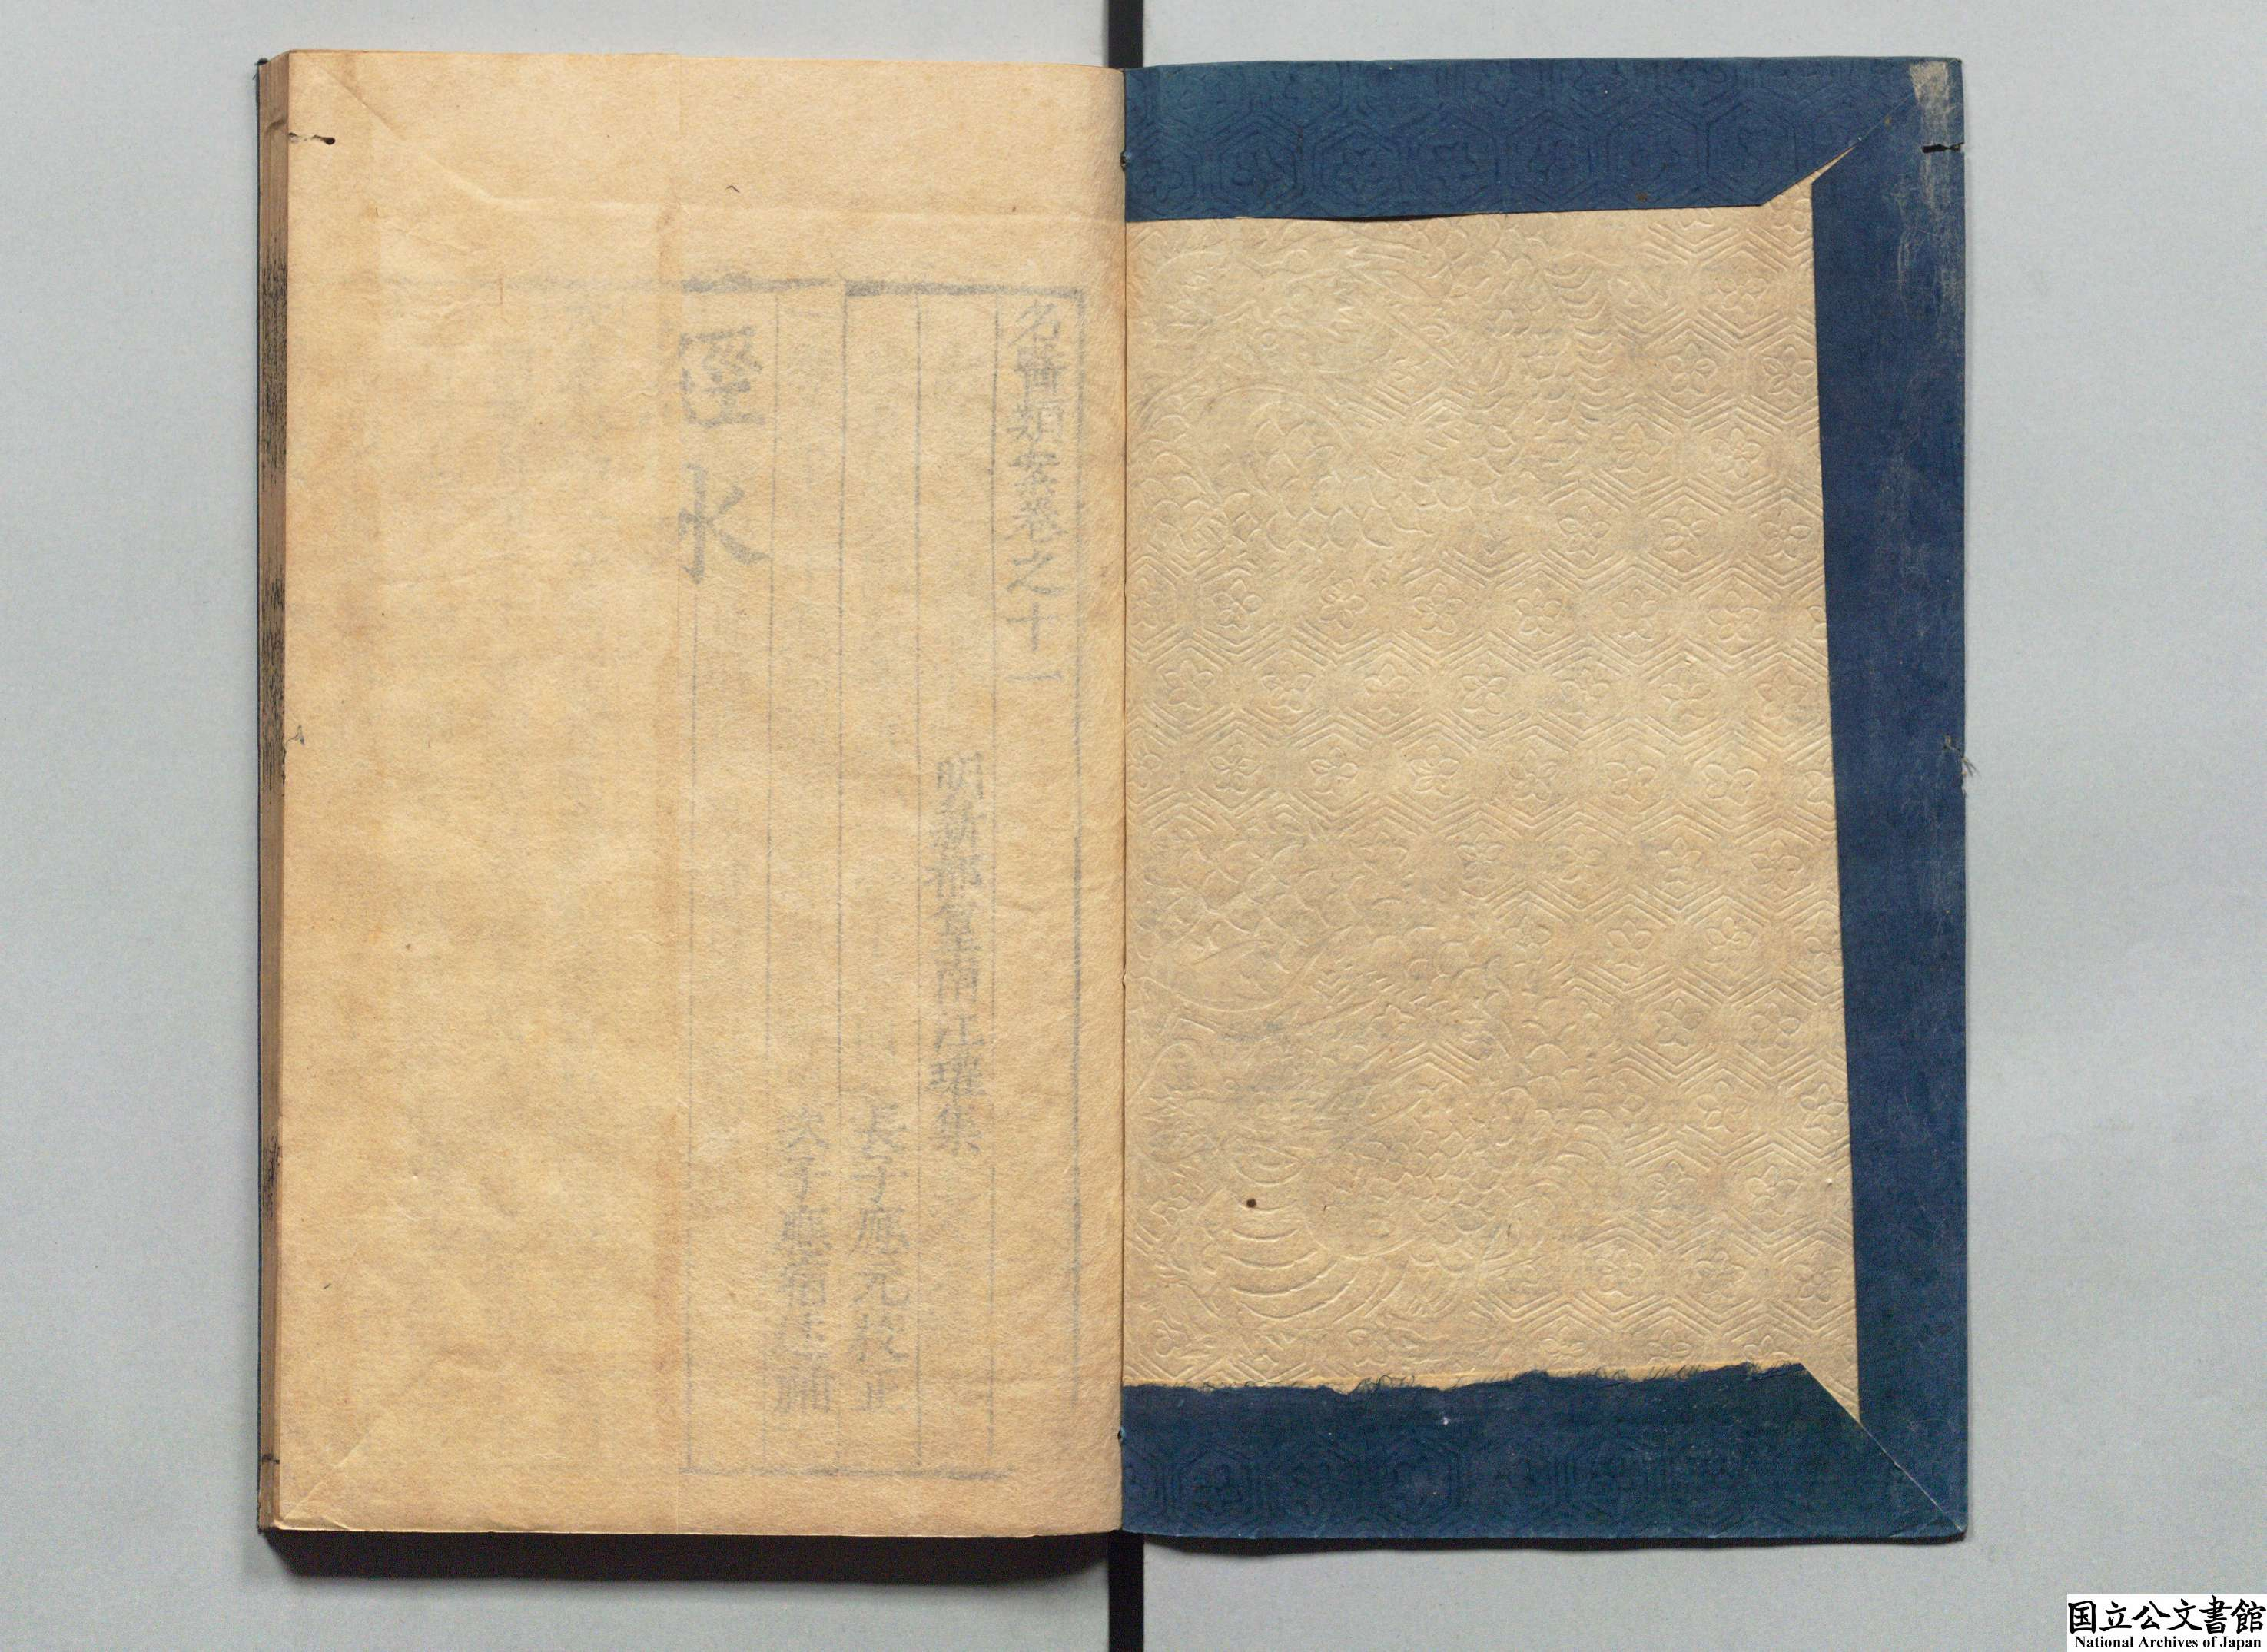 名醫類案卷之十一
明新都篁南江瓘集
長子應元校正
次子應宿述補
經水
国立公文書館
National Archives of Japan